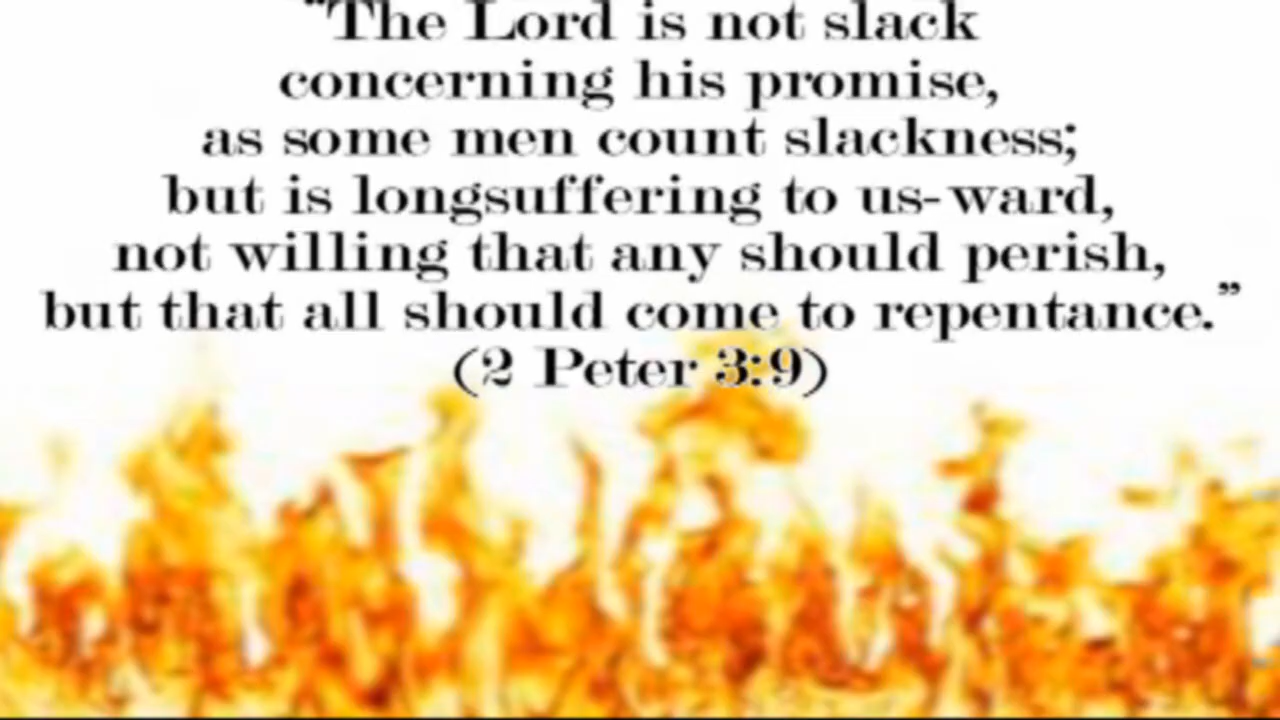 “The Lord is not slack
concerning his promise,
as some men count slackness;
but is longsuffering to us-ward,
not willing that any should perish,
but that all should come to repentance.”
(2 Peter 3:9)